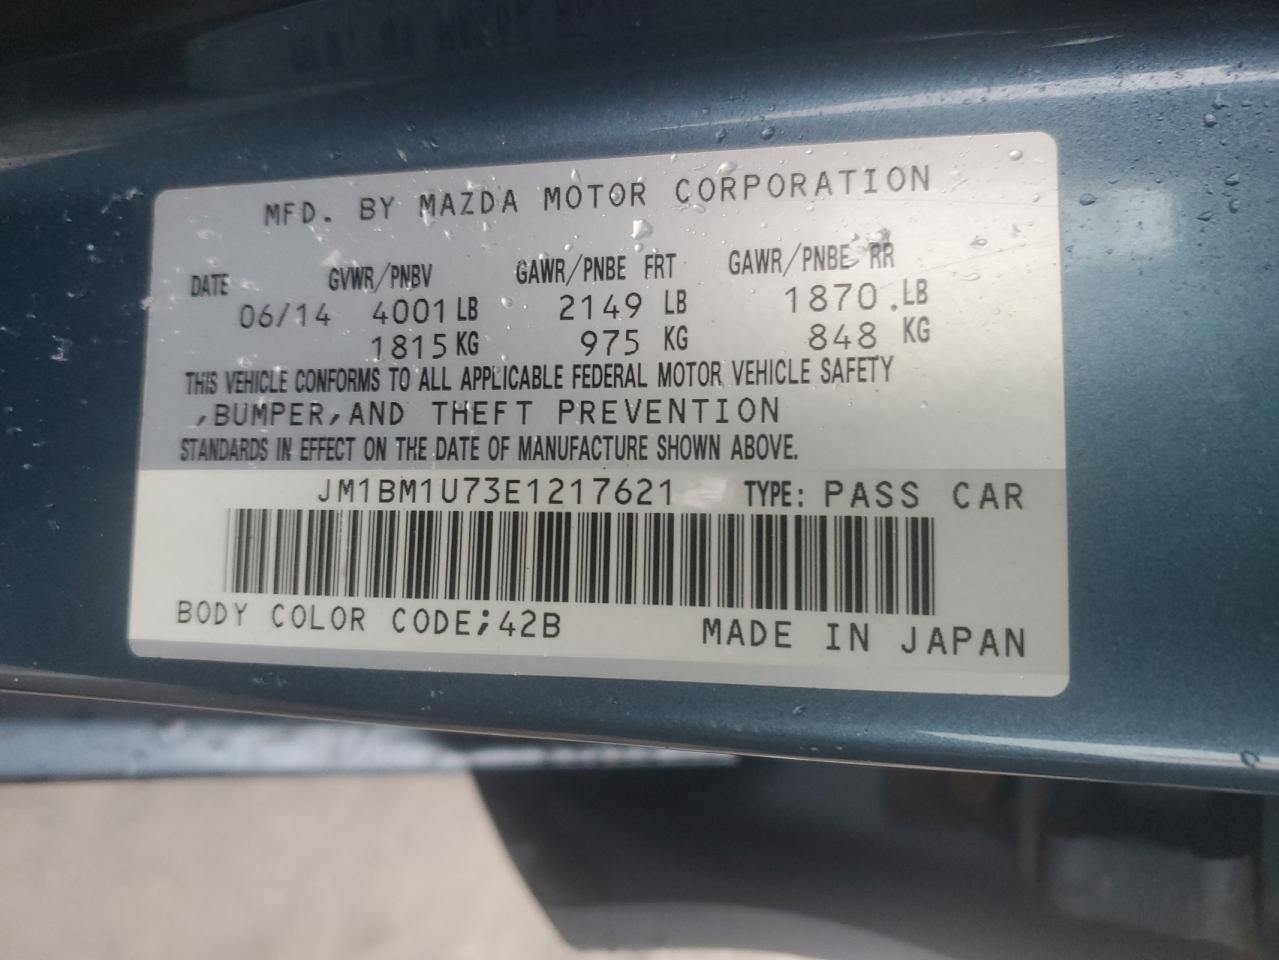 MFD. BY MAZDA MOTOR CORPORATION
DATE GVWR/PNBV GAWR/PNBE FRT GAWR/PNBE RR
06/14 4001 LB 2149 LB 1870 LB
1815 KG 975 KG 848 KG
THIS VEHICLE CONFORMS TO ALL APPLICABLE FEDERAL MOTOR VEHICLE SAFETY
,BUMPER,AND THEFT PREVENTION
STANDARDS IN EFFECT ON THE DATE OF MANUFACTURE SHOWN ABOVE.
JM1BM1U73E1217621 TYPE: PASS CAR
BODY COLOR CODE;42B MADE IN JAPAN